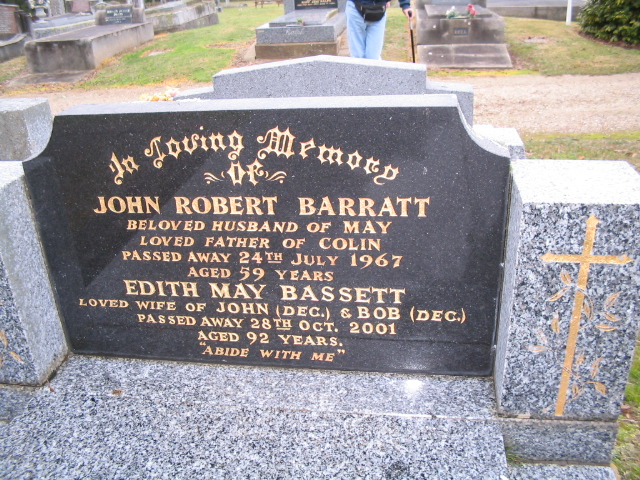 In Loving Memory
of
JOHN ROBERT BARRATT
BELOVED HUSBAND OF MAY
LOVED FATHER OF COLIN
PASSED AWAY 24TH JULY 1967
AGED 59 YEARS
EDITH MAY BASSETT
LOVED WIFE OF JOHN (DEC.) & BOB (DEC.)
PASSED AWAY 28TH OCT. 2001
AGED 92 YEARS.
"ABIDE WITH ME"